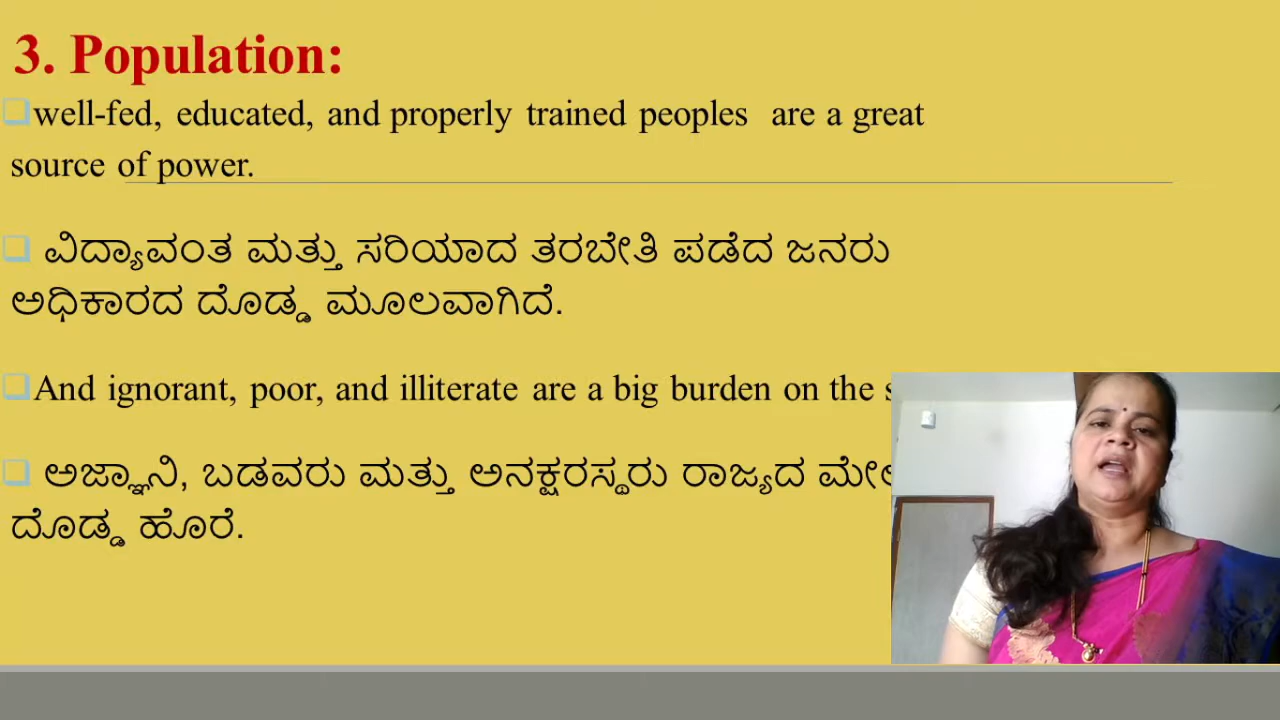 3. Population:
well-fed, educated, and properly trained peoples are a great
source of power.
ವಿದ್ಯಾವಂತ ಮತ್ತು ಸರಿಯಾದ ತರಬೇತಿ ಪಡೆದ ಜನರು
ಅಧಿಕಾರದ ದೊಡ್ಡ ಮೂಲವಾಗಿದೆ.
And ignorant, poor, and illiterate are a big burden on the
ಅಜ್ಞಾನಿ, ಬಡವರು ಮತ್ತು ಅನಕ್ಷರಸ್ಥರು ರಾಜ್ಯದ
ದೊಡ್ಡ ಹೊರೆ.